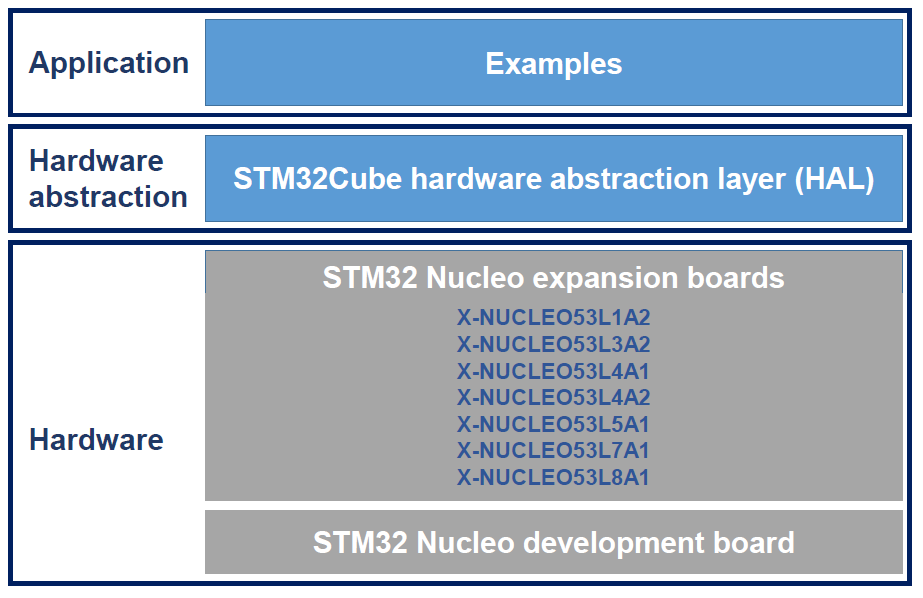 Application
Examples
Hardware
abstraction
STM32Cube hardware abstraction layer (HAL)
Hardware
STM32 Nucleo expansion boards
X-NUCLEO53L1A2
X-NUCLEO53L3A2
X-NUCLEO53L4A1
X-NUCLEO53L4A2
X-NUCLEO53L5A1
X-NUCLEO53L7A1
X-NUCLEO53L8A1
STM32 Nucleo development board